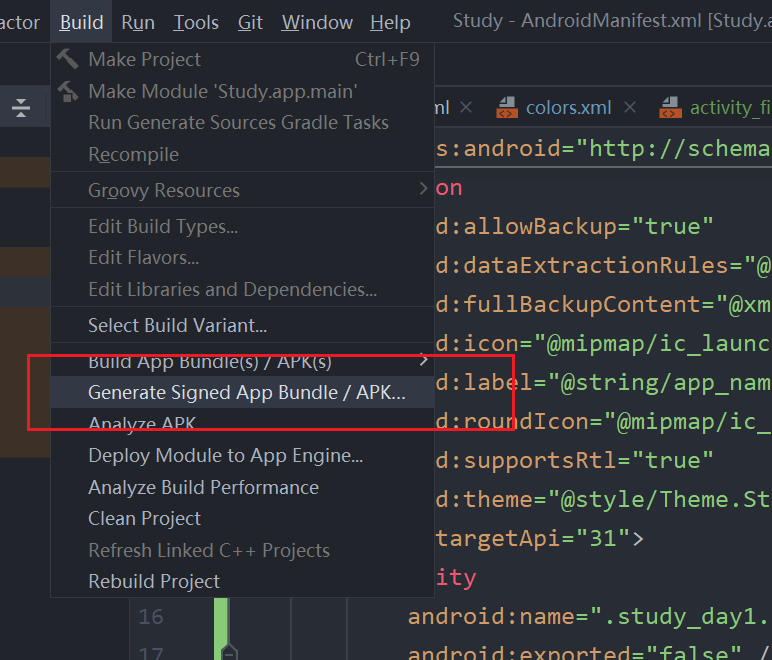 actor Build Run Tools Git Window Help Study - AndroidManifest.xml [Study.a
Make Project Ctrl+F9
Make Module 'Study.app.main'
Run Generate Sources Gradle Tasks
Recompile
Groovy Resources
Edit Build Types...
Edit Flavors...
Edit Libraries and Dependencies...
Select Build Variant...
Build App Bundle(s) / APK(s)
Generate Signed App Bundle / APK...
Analyze APK
Deploy Module to App Engine...
Analyze Build Performance
Clean Project
Refresh Linked C++ Projects
Rebuild Project
ml colors.xml activity_fi
s:android="http://schema
on
d:allowBackup="true"
d:dataExtractionRules="@
d:fullBackupContent="@xm
d:icon="@mipmap/ic_launc
d:label="@string/app_nam
d:roundIcon="@mipmap/ic_
d:supportsRtl="true"
d:theme="@style/Theme.St
targetApi="31">
ity
16 android:name=".study_day1.
17 android:exported="false" /